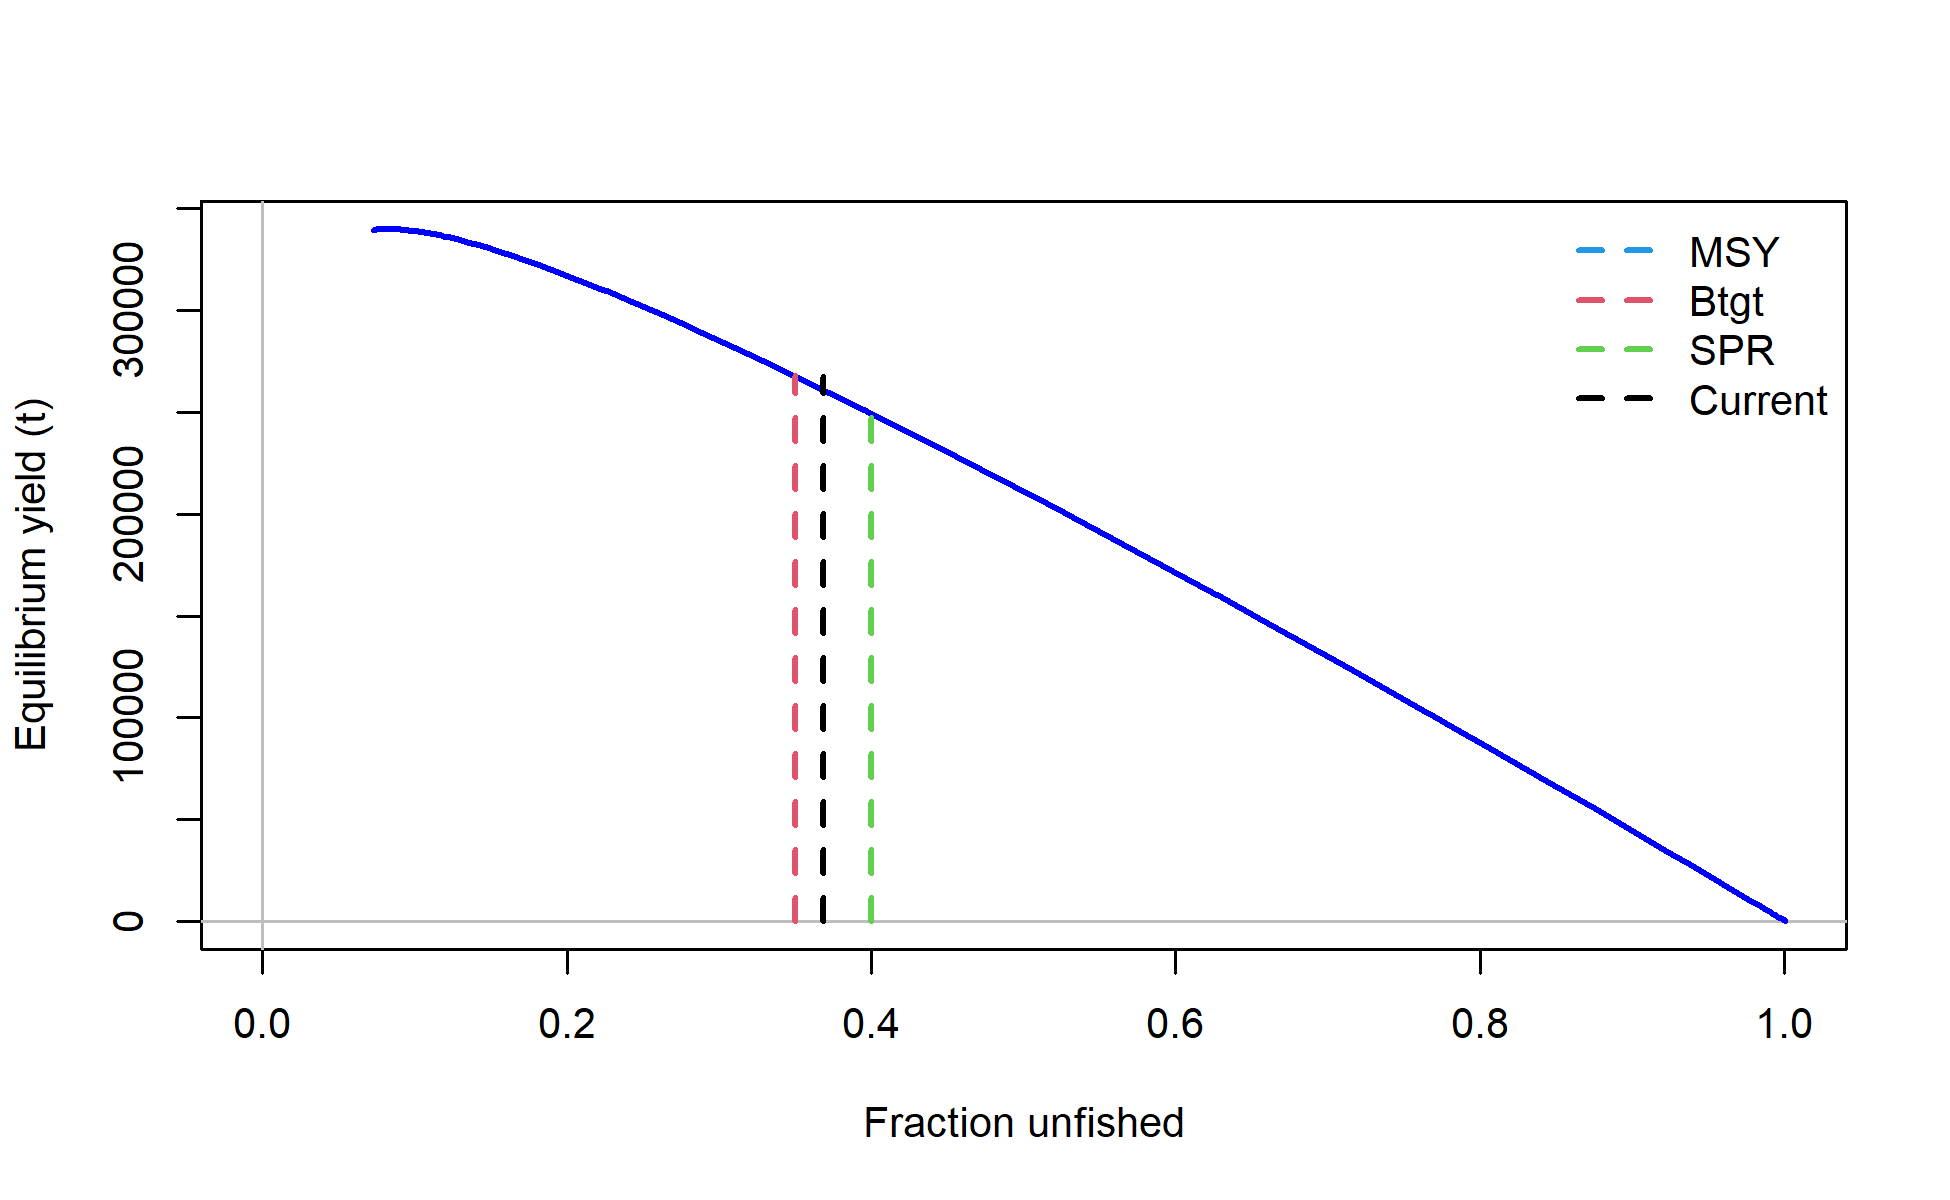 MSY
Btgt
SPR
Current
Equilibrium yield (t)
300000
200000
100000
0
0.0 0.2 0.4 0.6 0.8 1.0
Fraction unfished